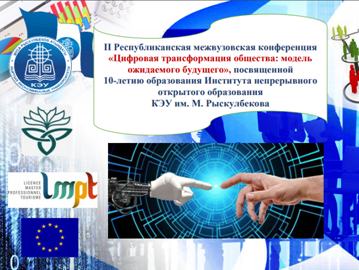 II Республиканская межвузовская конференция
«Цифровая трансформация общества: модель
ожидаемого будущего», посвященной
10-летию образования Института непрерывного
открытого образования
КЭУ им. М. Рыскулбекова
КЭУ
LICENCE
MASTER
PROFESSIONNEL
TOURISME
lmpt